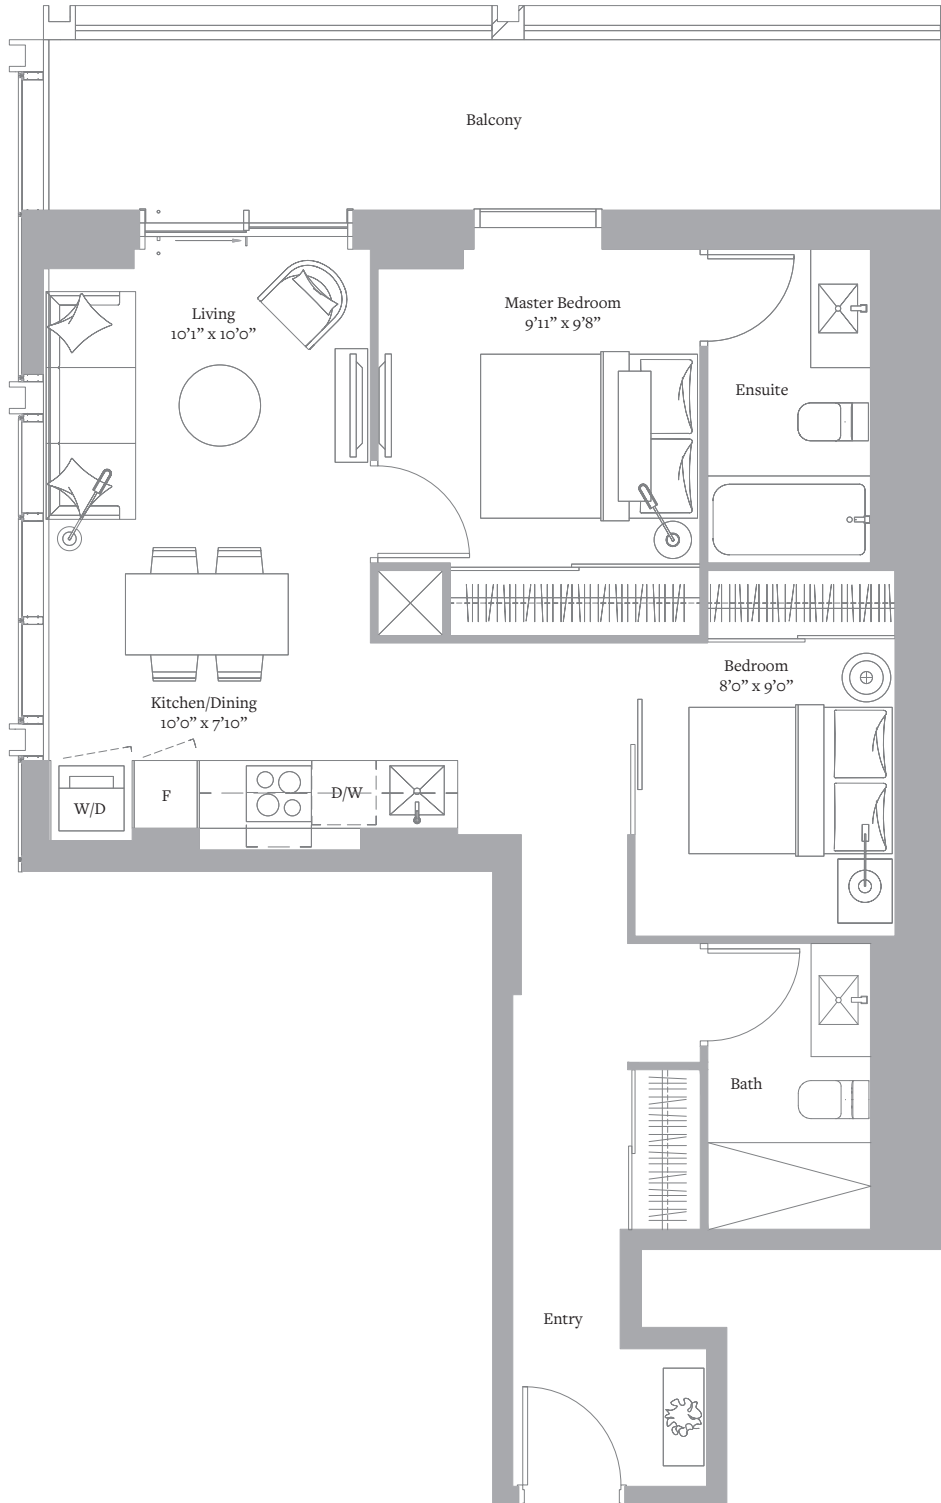 Balcony
Living
10'1" x 10'0"
Master Bedroom
9'11" x 9'8"
Ensuite
Bedroom
8'0" x 9'0"
Kitchen/Dining
10'0" x 7'10"
W/D
F
D/W
Bath
Entry